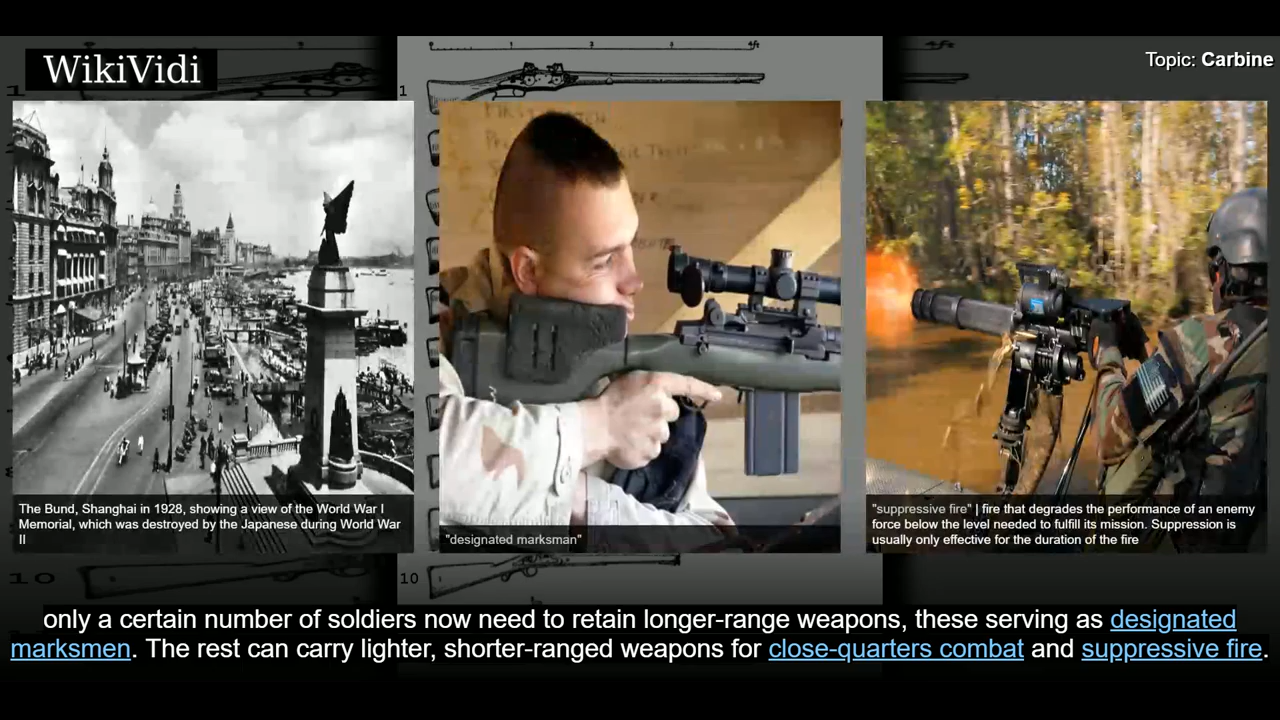 WikiVidi
Topic: Carbine
1
The Bund, Shanghai in 1928, showing a view of the World War I
Memorial, which was destroyed by the Japanese during World War
II
"designated marksman"
"suppressive fire" | fire that degrades the performance of an enemy
force below the level needed to fulfill its mission. Suppression is
usually only effective for the duration of the fire
10
10
only a certain number of soldiers now need to retain longer-range weapons, these serving as designated
marksmen. The rest can carry lighter, shorter-ranged weapons for close-quarters combat and suppressive fire.